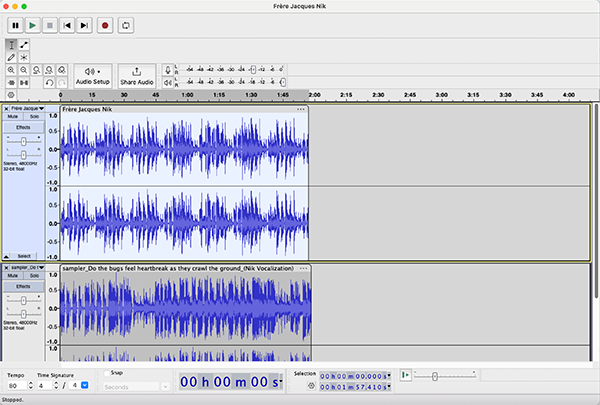 Frère Jacques Nik
Audio Setup
Share Audio
L
R
-54 -48 -42 -36 -30 -24 -18 -12 -6 0
L
R
-54 -48 -42 -36 -30 -24 -18 -12 -6
0 15 30 45 1:00 1:15 1:30 1:45 2:00 2:15 2:30 2:45 3:00 3:15 3:30 3:45 4:00
Frère Jacque
Mute Solo
Effects
L R
Stereo, 48000Hz
32-bit float
Select
Frère Jacques Nik
1.0
0.5
0.0
-0.5
-1.0
1.0
0.5
0.0
-0.5
-1.0
sampler_Do t
Mute Solo
Effects
L R
Stereo, 48000Hz
32-bit float
sampler_Do the bugs feel heartbreak as they crawl the ground_(Nik Vocalization)
1.0
0.5
0.0
-0.5
-1.0
1.0
Tempo
80
Time Signature
4 / 4
Snap
Seconds
00 h 00 m 00 s
Selection
00 h 00 m 00.000 s
00 h 01 m 57.410 s
Stopped.